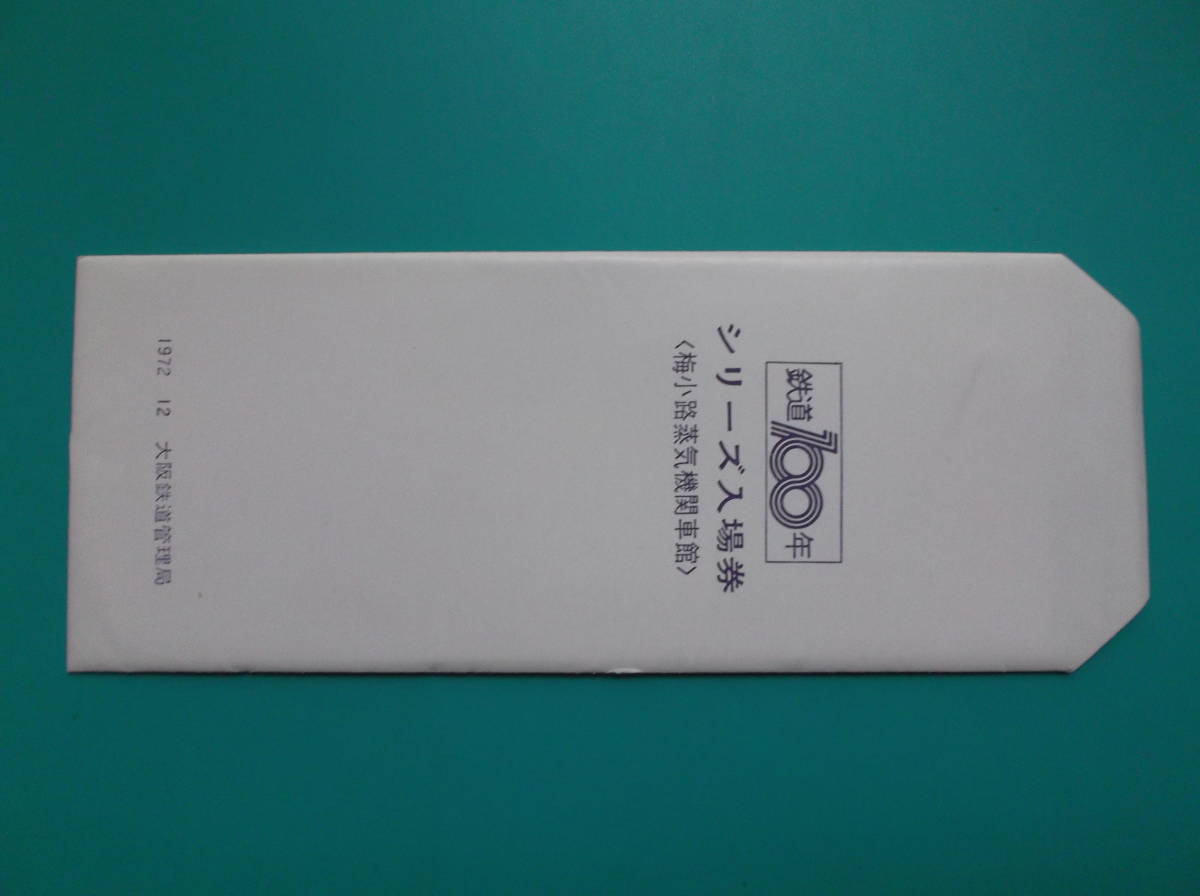 鉄道100年
シリーズ入場券
〈梅小路蒸気機関車館〉
1972 12 大阪鉄道管理局